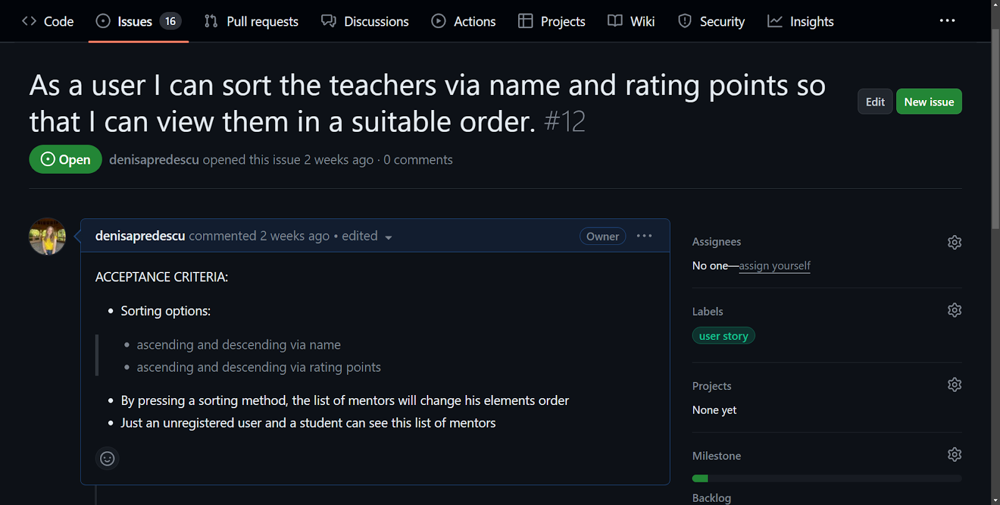 Code Issues 16 Pull requests Discussions Actions Projects Wiki Security Insights
As a user I can sort the teachers via name and rating points so
that I can view them in a suitable order. #12
Edit New issue
Open denisapredescu opened this issue 2 weeks ago · 0 comments
denisapredescu commented 2 weeks ago • edited
Owner
ACCEPTANCE CRITERIA:
• Sorting options:
• ascending and descending via name
• ascending and descending via rating points
• By pressing a sorting method, the list of mentors will change his elements order
• Just an unregistered user and a student can see this list of mentors
Assignees
No one—assign yourself
Labels
user story
Projects
None yet
Milestone
Backlog